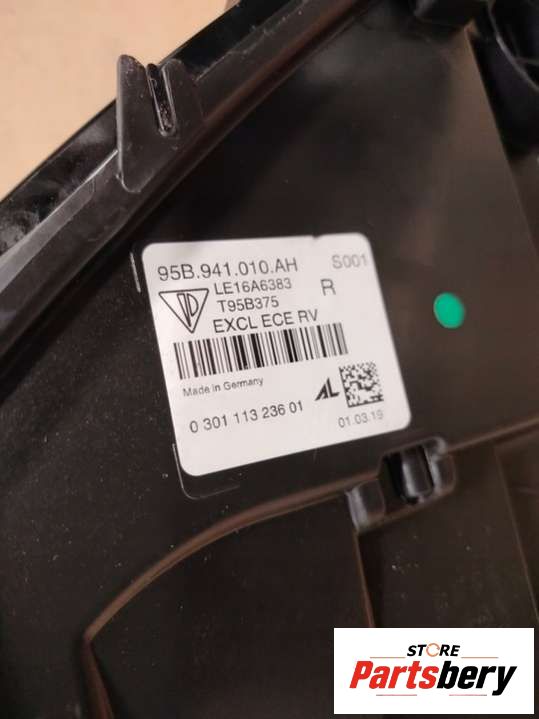 95B.941.010.AH S001
LE16A6383
T95B375 R
EXCL ECE RV
Made in Germany
AL
0 301 113 236 01
01.03.19
STORE
Partsbery